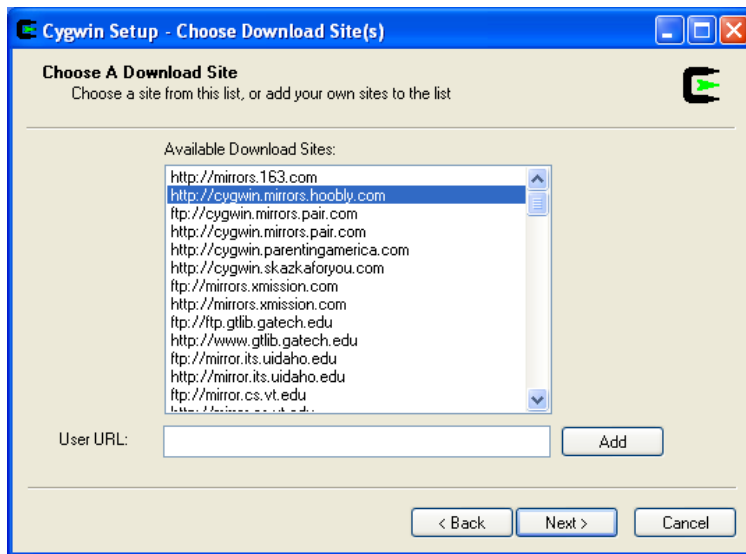 Cygwin Setup - Choose Download Site(s)
Choose A Download Site
Choose a site from this list, or add your own sites to the list
Available Download Sites:
http://mirrors.163.com
http://cygwin.mirrors.hoobly.com
ftp://cygwin.mirrors.pair.com
http://cygwin.mirrors.pair.com
http://cygwin.parentingamerica.com
http://cygwin.skazkaforyou.com
ftp://mirrors.xmission.com
http://mirrors.xmission.com
ftp://ftp.gtlib.gatech.edu
http://www.gtlib.gatech.edu
ftp://mirror.its.uidaho.edu
http://mirror.its.uidaho.edu
ftp://mirror.cs.vt.edu
User URL:
Add
< Back
Next >
Cancel